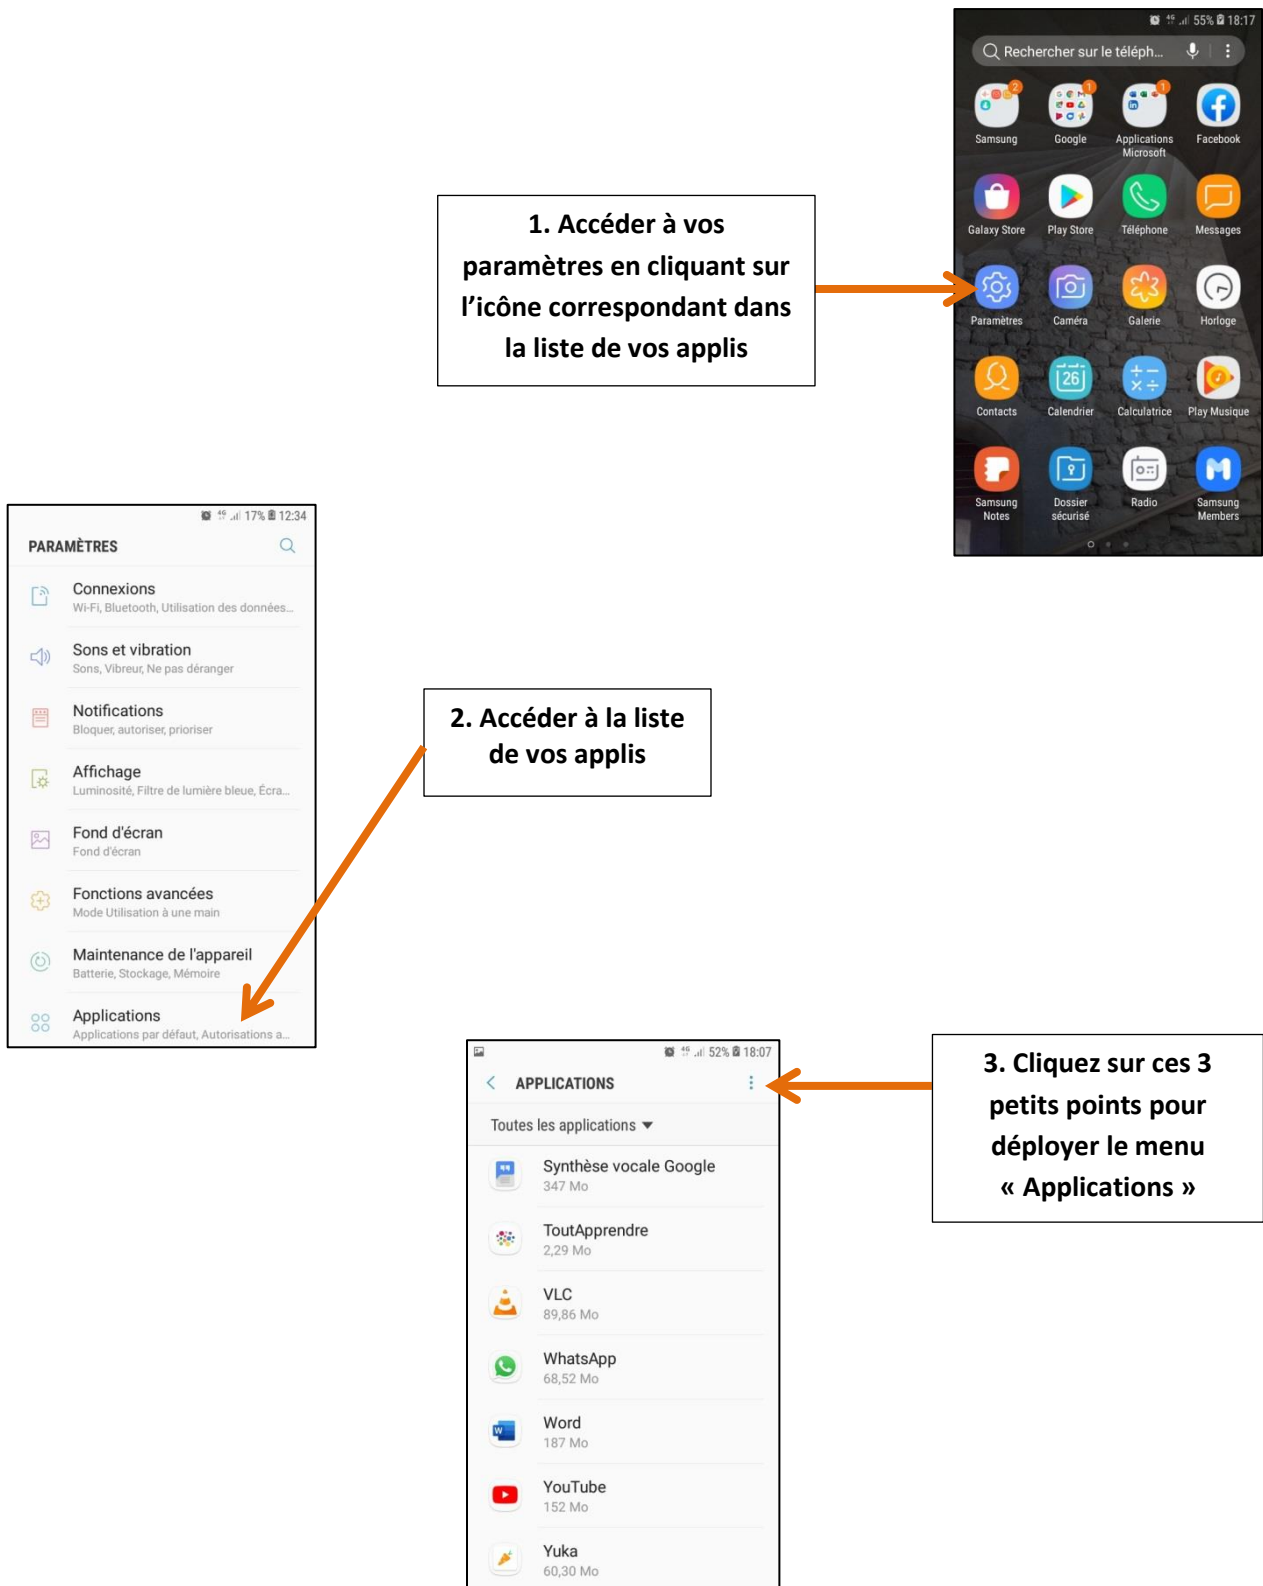 55% 18:17
Rechercher sur le téléph...
2
1
1
Samsung Google Applications Microsoft Facebook
Galaxy Store Play Store Téléphone Messages
Paramètres Caméra Galerie Horloge
26
Contacts Calendrier Calculatrice Play Musique
Samsung Notes Dossier sécurisé Radio Samsung Members
1. Accéder à vos
paramètres en cliquant sur
l'icône correspondant dans
la liste de vos applis
4G 17% 12:34
PARAMÈTRES
Connexions
Wi-Fi, Bluetooth, Utilisation des données...
Sons et vibration
Sons, Vibreur, Ne pas déranger
Notifications
Bloquer, autoriser, prioriser
Affichage
Luminosité, Filtre de lumière bleue, Écra...
Fond d'écran
Fond d'écran
Fonctions avancées
Mode Utilisation à une main
Maintenance de l'appareil
Batterie, Stockage, Mémoire
Applications
Applications par défaut, Autorisations a...
2. Accéder à la liste
de vos applis
4G 52% 18:07
APPLICATIONS
Toutes les applications
Synthèse vocale Google
347 Mo
ToutApprendre
2,29 Mo
VLC
89,86 Mo
WhatsApp
68,52 Mo
Word
187 Mo
YouTube
152 Mo
Yuka
60,30 Mo
3. Cliquez sur ces 3
petits points pour
déployer le menu
« Applications »